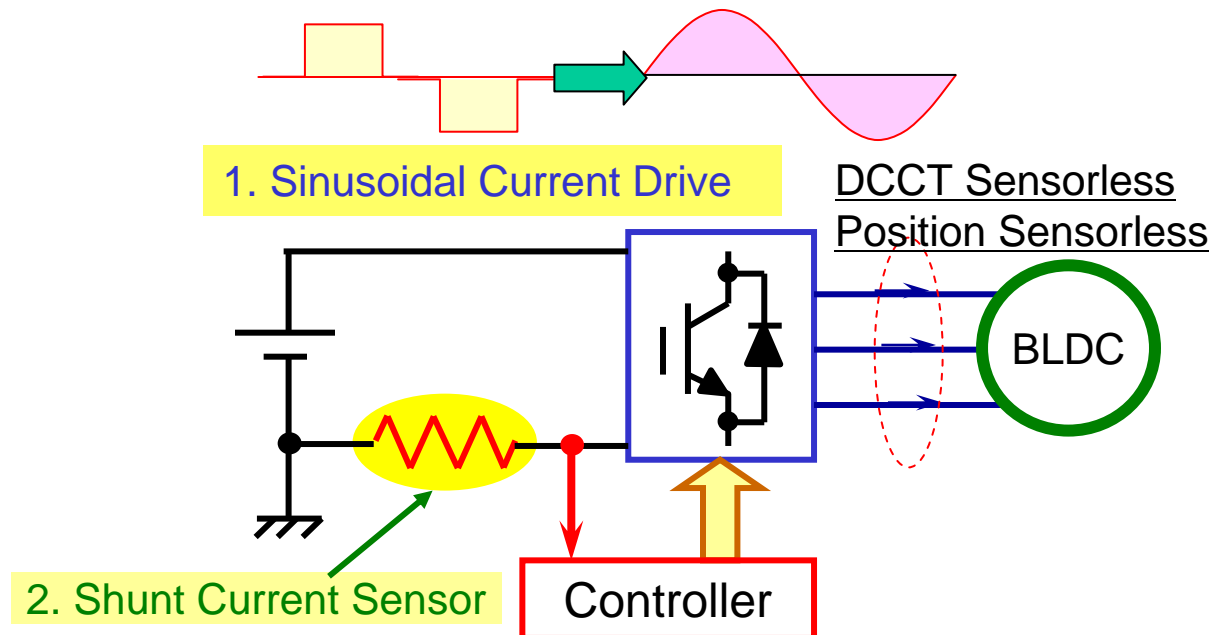 1. Sinusoidal Current Drive
DCCT Sensorless
Position Sensorless
BLDC
2. Shunt Current Sensor
Controller